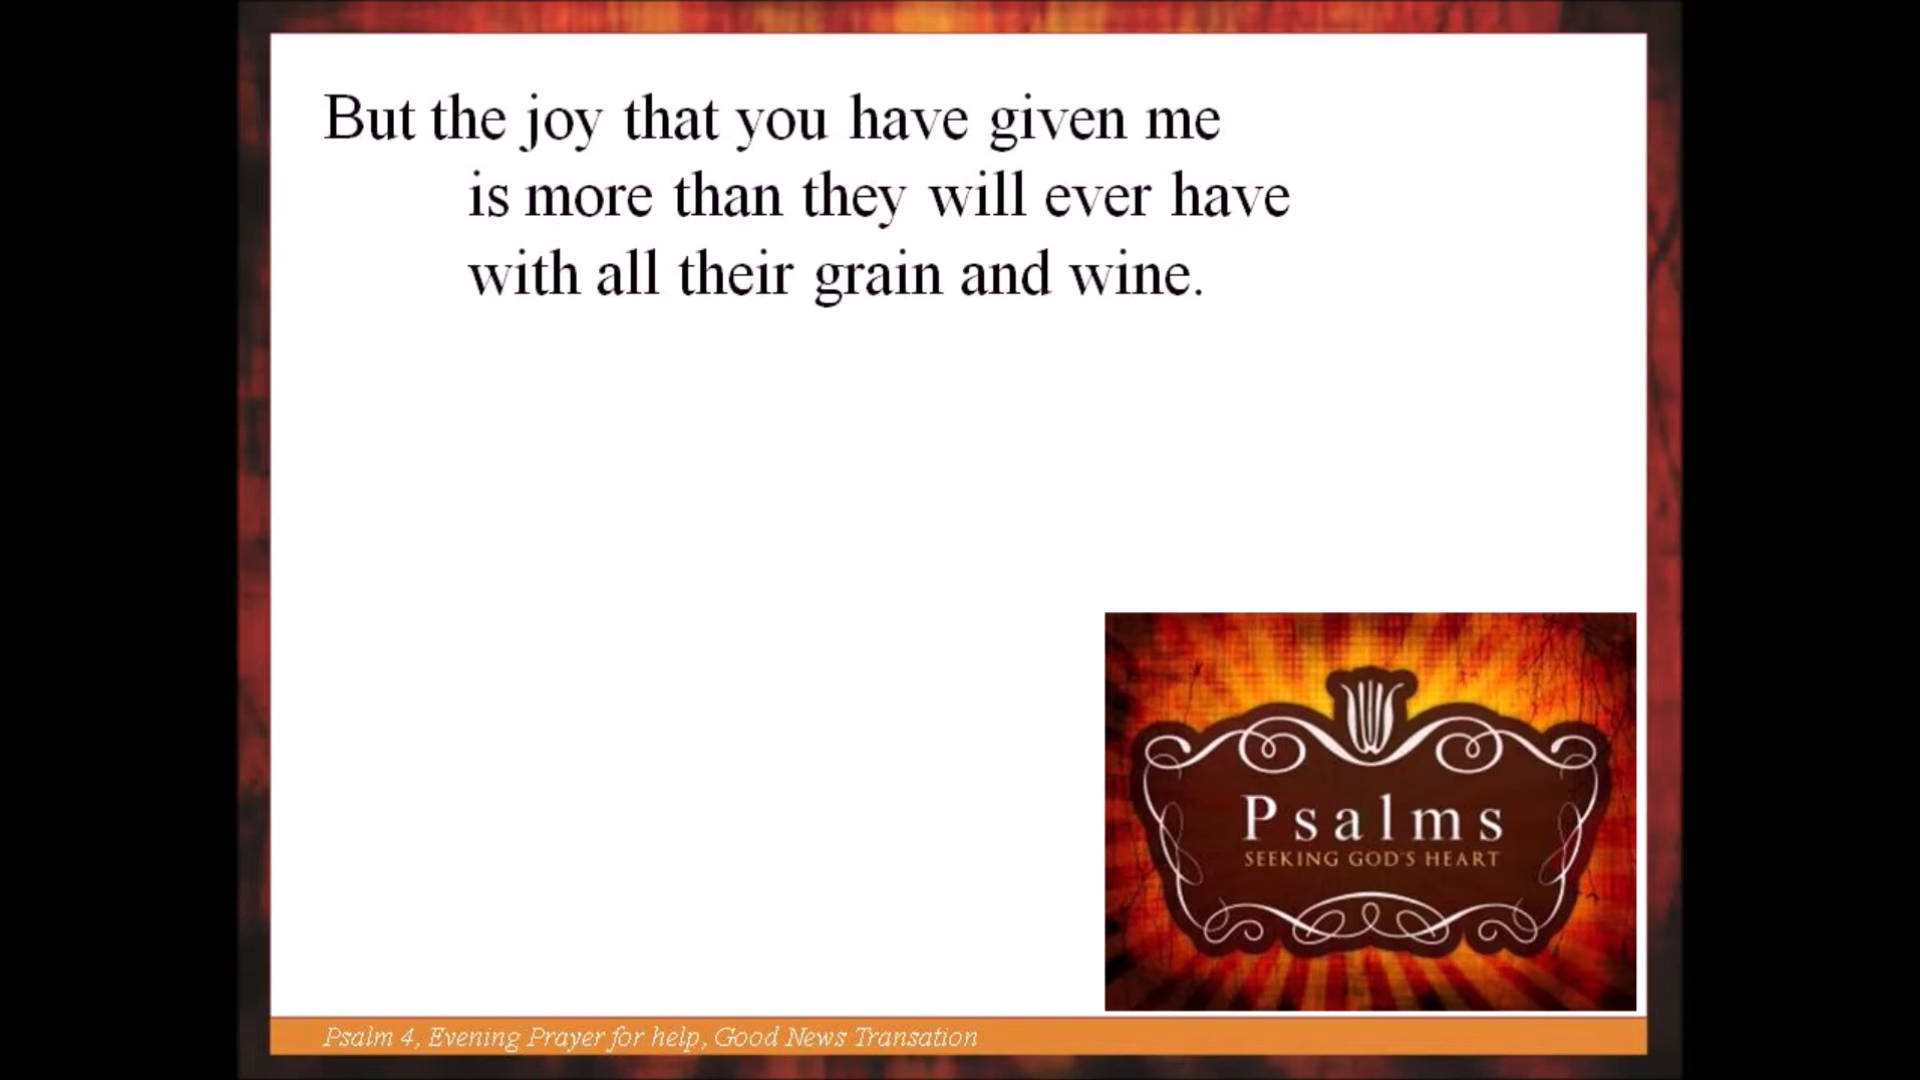 But the joy that you have given me
is more than they will ever have
with all their grain and wine.
Psalms
SEEKING GOD'S HEART
Psalm 4, Evening Prayer for help, Good News Transation